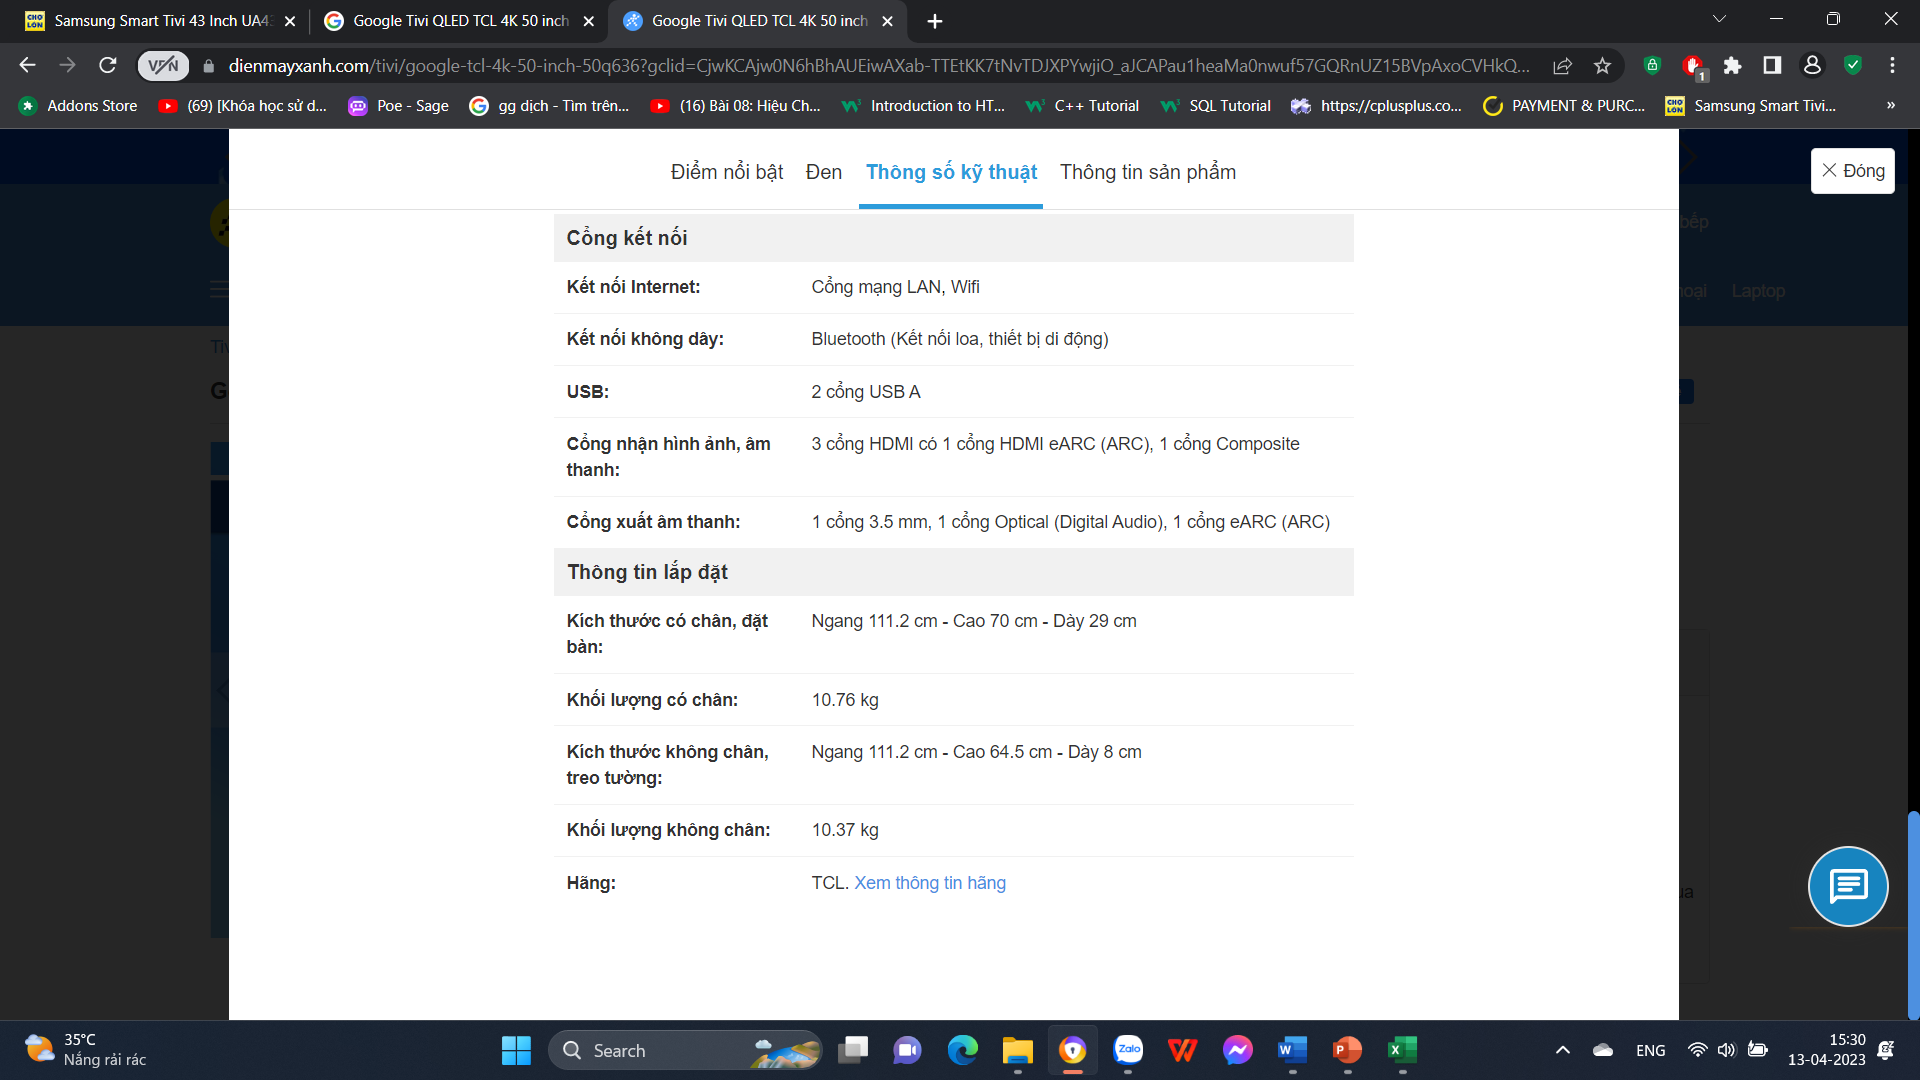 Samsung Smart Tivi 43 Inch UA43
Google Tivi QLED TCL 4K 50 inch
Google Tivi QLED TCL 4K 50 inch
VPN
dienmayxanh.com/tivi/google-tcl-4k-50-inch-50q636?gclid=CjwKCAjw0N6hBhAUEiwAXab-TTEtKK7tNvTDJXPYwjiO_aJCAPau1heaMa0nwuf57GQRnUZ15BVpAxoCVHkQ...
1
Addons Store
(69) [Khóa học sử d...
Poe - Sage
gg dịch - Tìm trên...
(16) Bài 08: Hiệu Ch...
Introduction to HT...
C++ Tutorial
SQL Tutorial
https://cplusplus.co...
PAYMENT & PURC...
CHỢ LỚN
Samsung Smart Tivi...
»
Điểm nổi bật
Đen
Thông số kỹ thuật
Thông tin sản phẩm
Đóng
bếp
Laptop
Cổng kết nối
Kết nối Internet:
Cổng mạng LAN, Wifi
Kết nối không dây:
Bluetooth (Kết nối loa, thiết bị di động)
USB:
2 cổng USB A
Cổng nhận hình ảnh, âm
thanh:
3 cổng HDMI có 1 cổng HDMI eARC (ARC), 1 cổng Composite
Cổng xuất âm thanh:
1 cổng 3.5 mm, 1 cổng Optical (Digital Audio), 1 cổng eARC (ARC)
Thông tin lắp đặt
Kích thước có chân, đặt
bàn:
Ngang 111.2 cm - Cao 70 cm - Dày 29 cm
Khối lượng có chân:
10.76 kg
Kích thước không chân,
treo tường:
Ngang 111.2 cm - Cao 64.5 cm - Dày 8 cm
Khối lượng không chân:
10.37 kg
Hãng:
TCL. Xem thông tin hãng
35°C
Nắng rải rác
Search
Zalo
ENG
15:30
13-04-2023